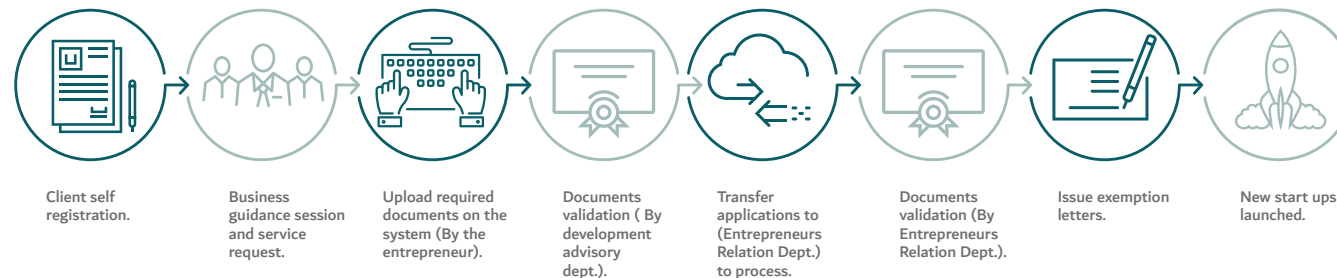 Client self
registration.
Business
guidance session
and service
request.
Upload required
documents on the
system (By the
entrepreneur).
Documents
validation ( By
development
advisory
dept.).
Transfer
applications to
(Entrepreneurs
Relation Dept.)
to process.
Documents
validation (By
Entrepreneurs
Relation Dept.).
Issue exemption
letters.
New start ups
launched.